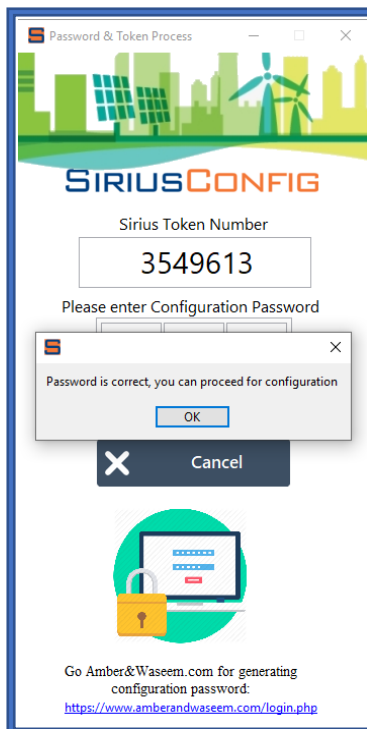 Password & Token Process
SIRIUSCONFIG
Sirius Token Number
3549613
Please enter Configuration Password
Password is correct, you can proceed for configuration
OK
Cancel
Go Amber&Waseem.com for generating
configuration password:
https://www.amberandwaseem.com/login.php